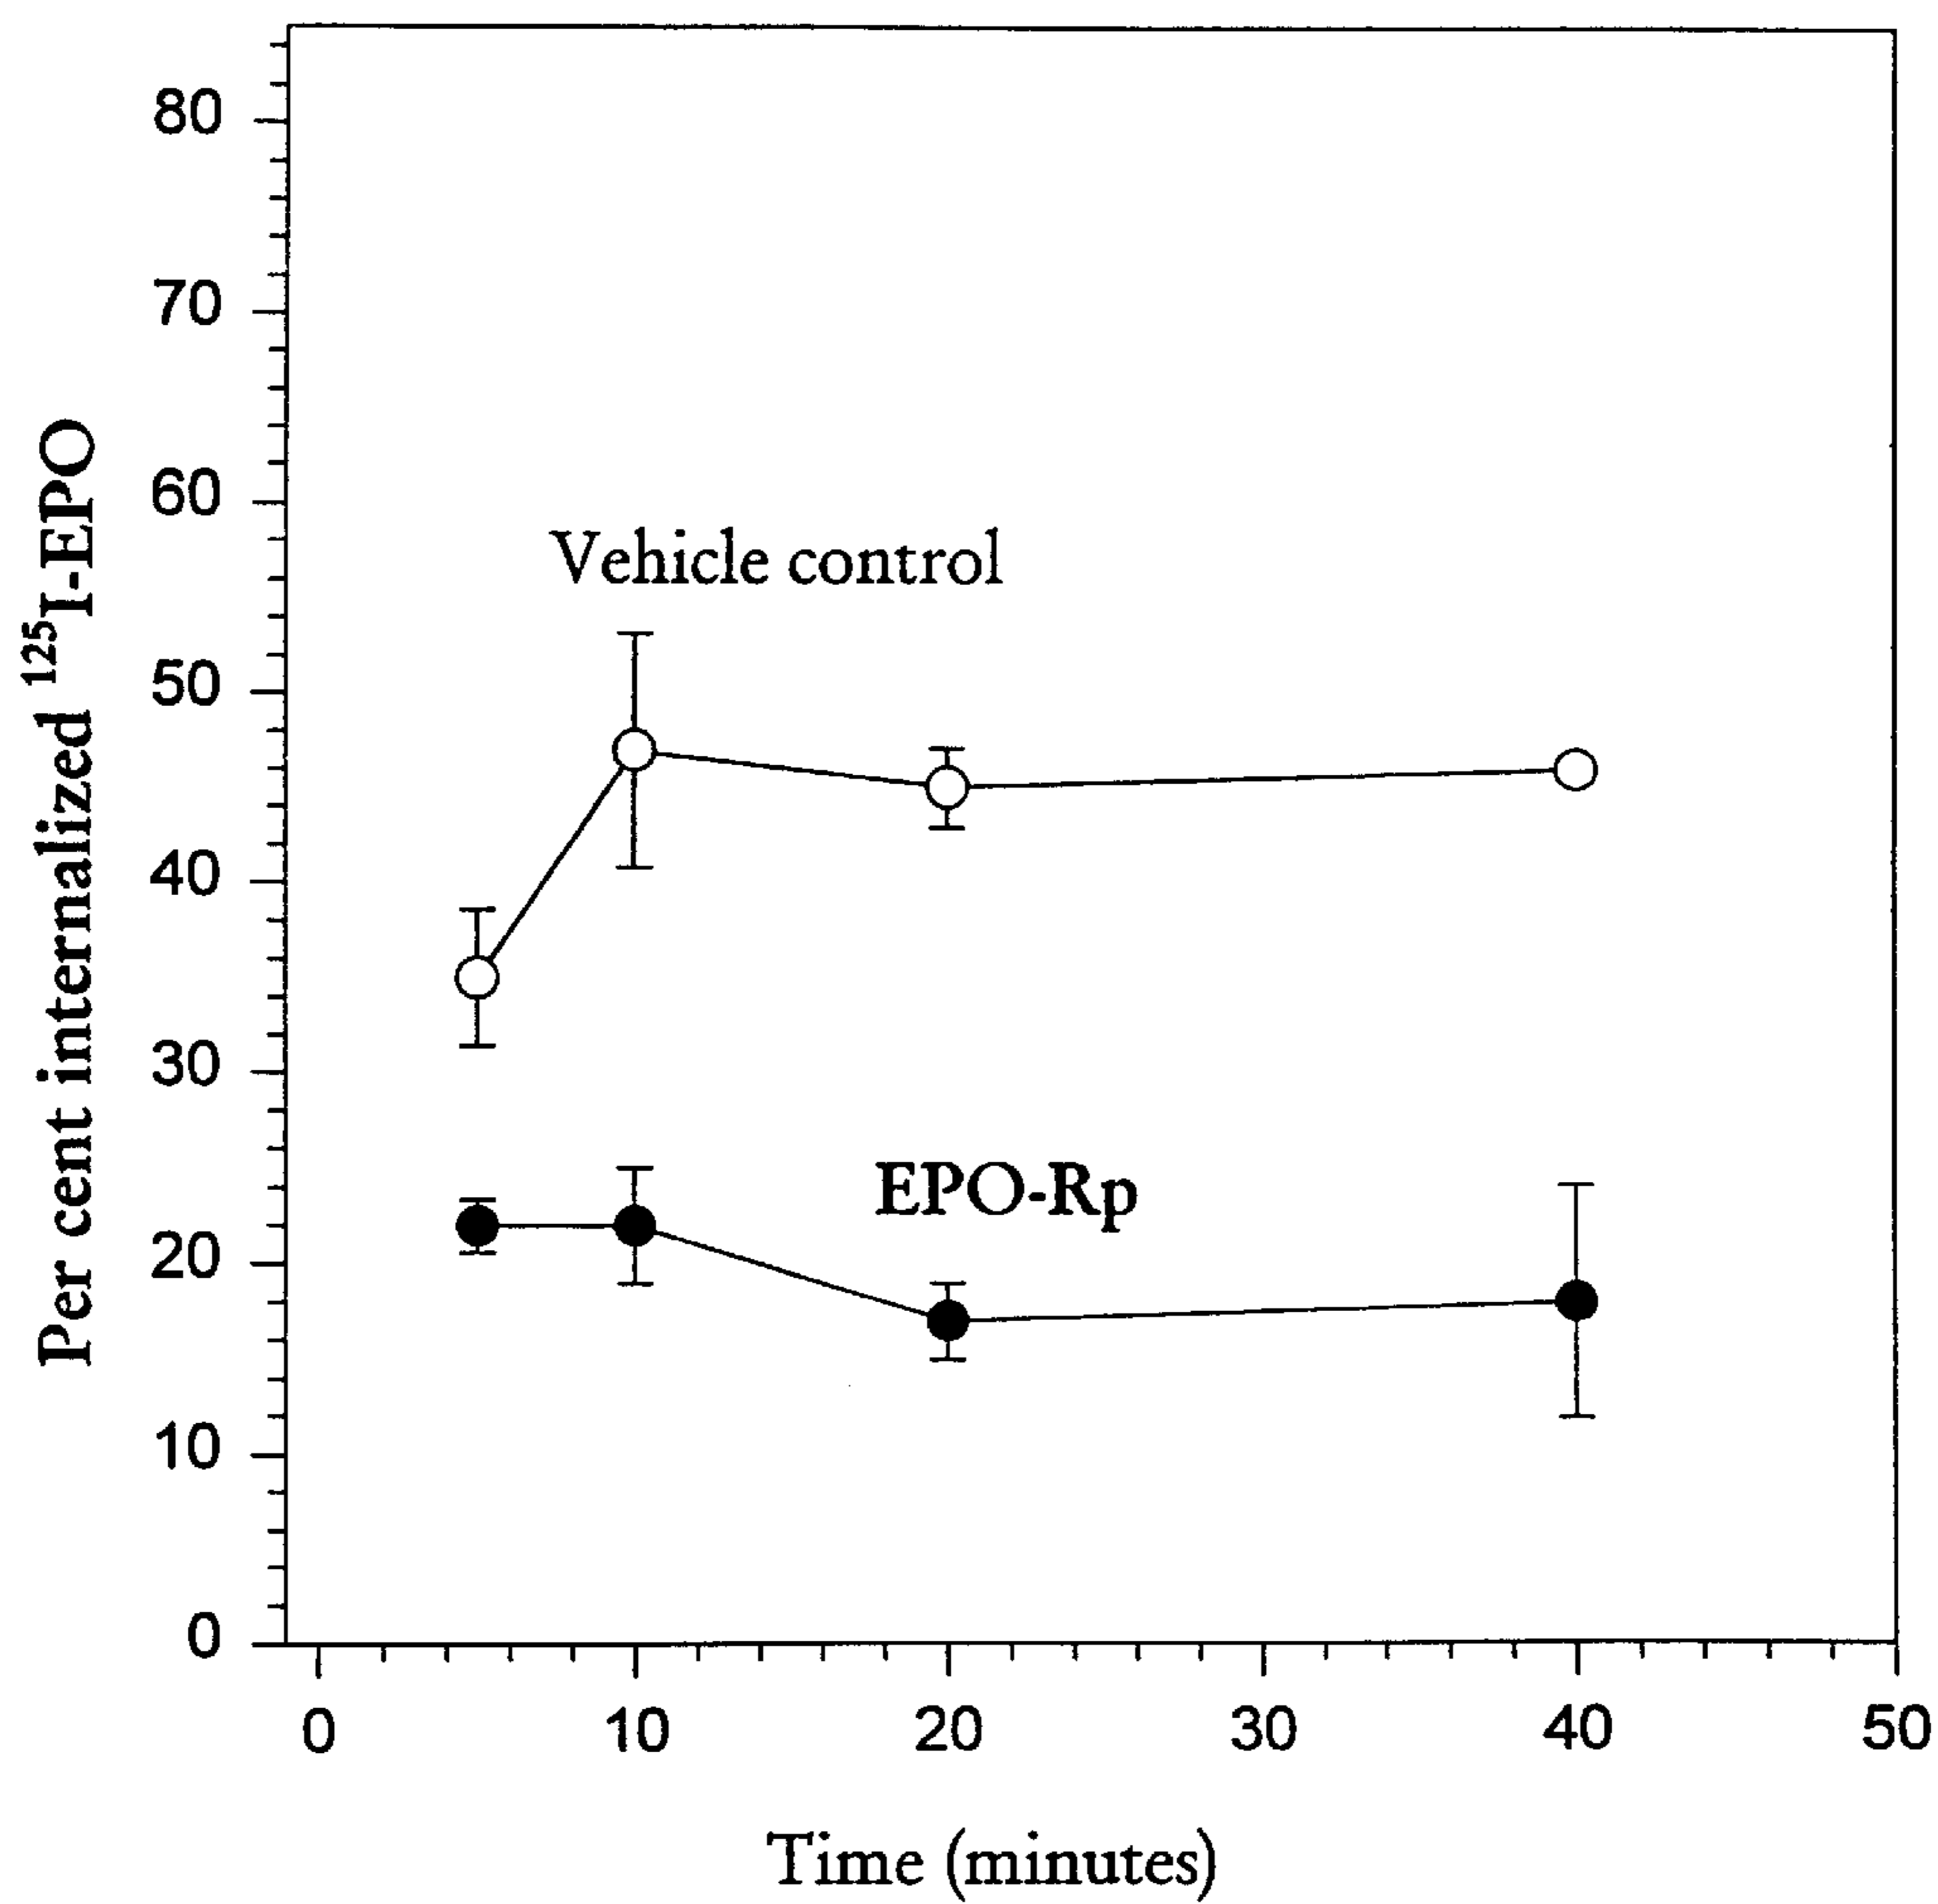 80
70
60
50
40
30
20
10
0
Per cent internalized ¹²⁵I-EPO
Vehicle control
EPO-Rp
0 10 20 30 40 50
Time (minutes)